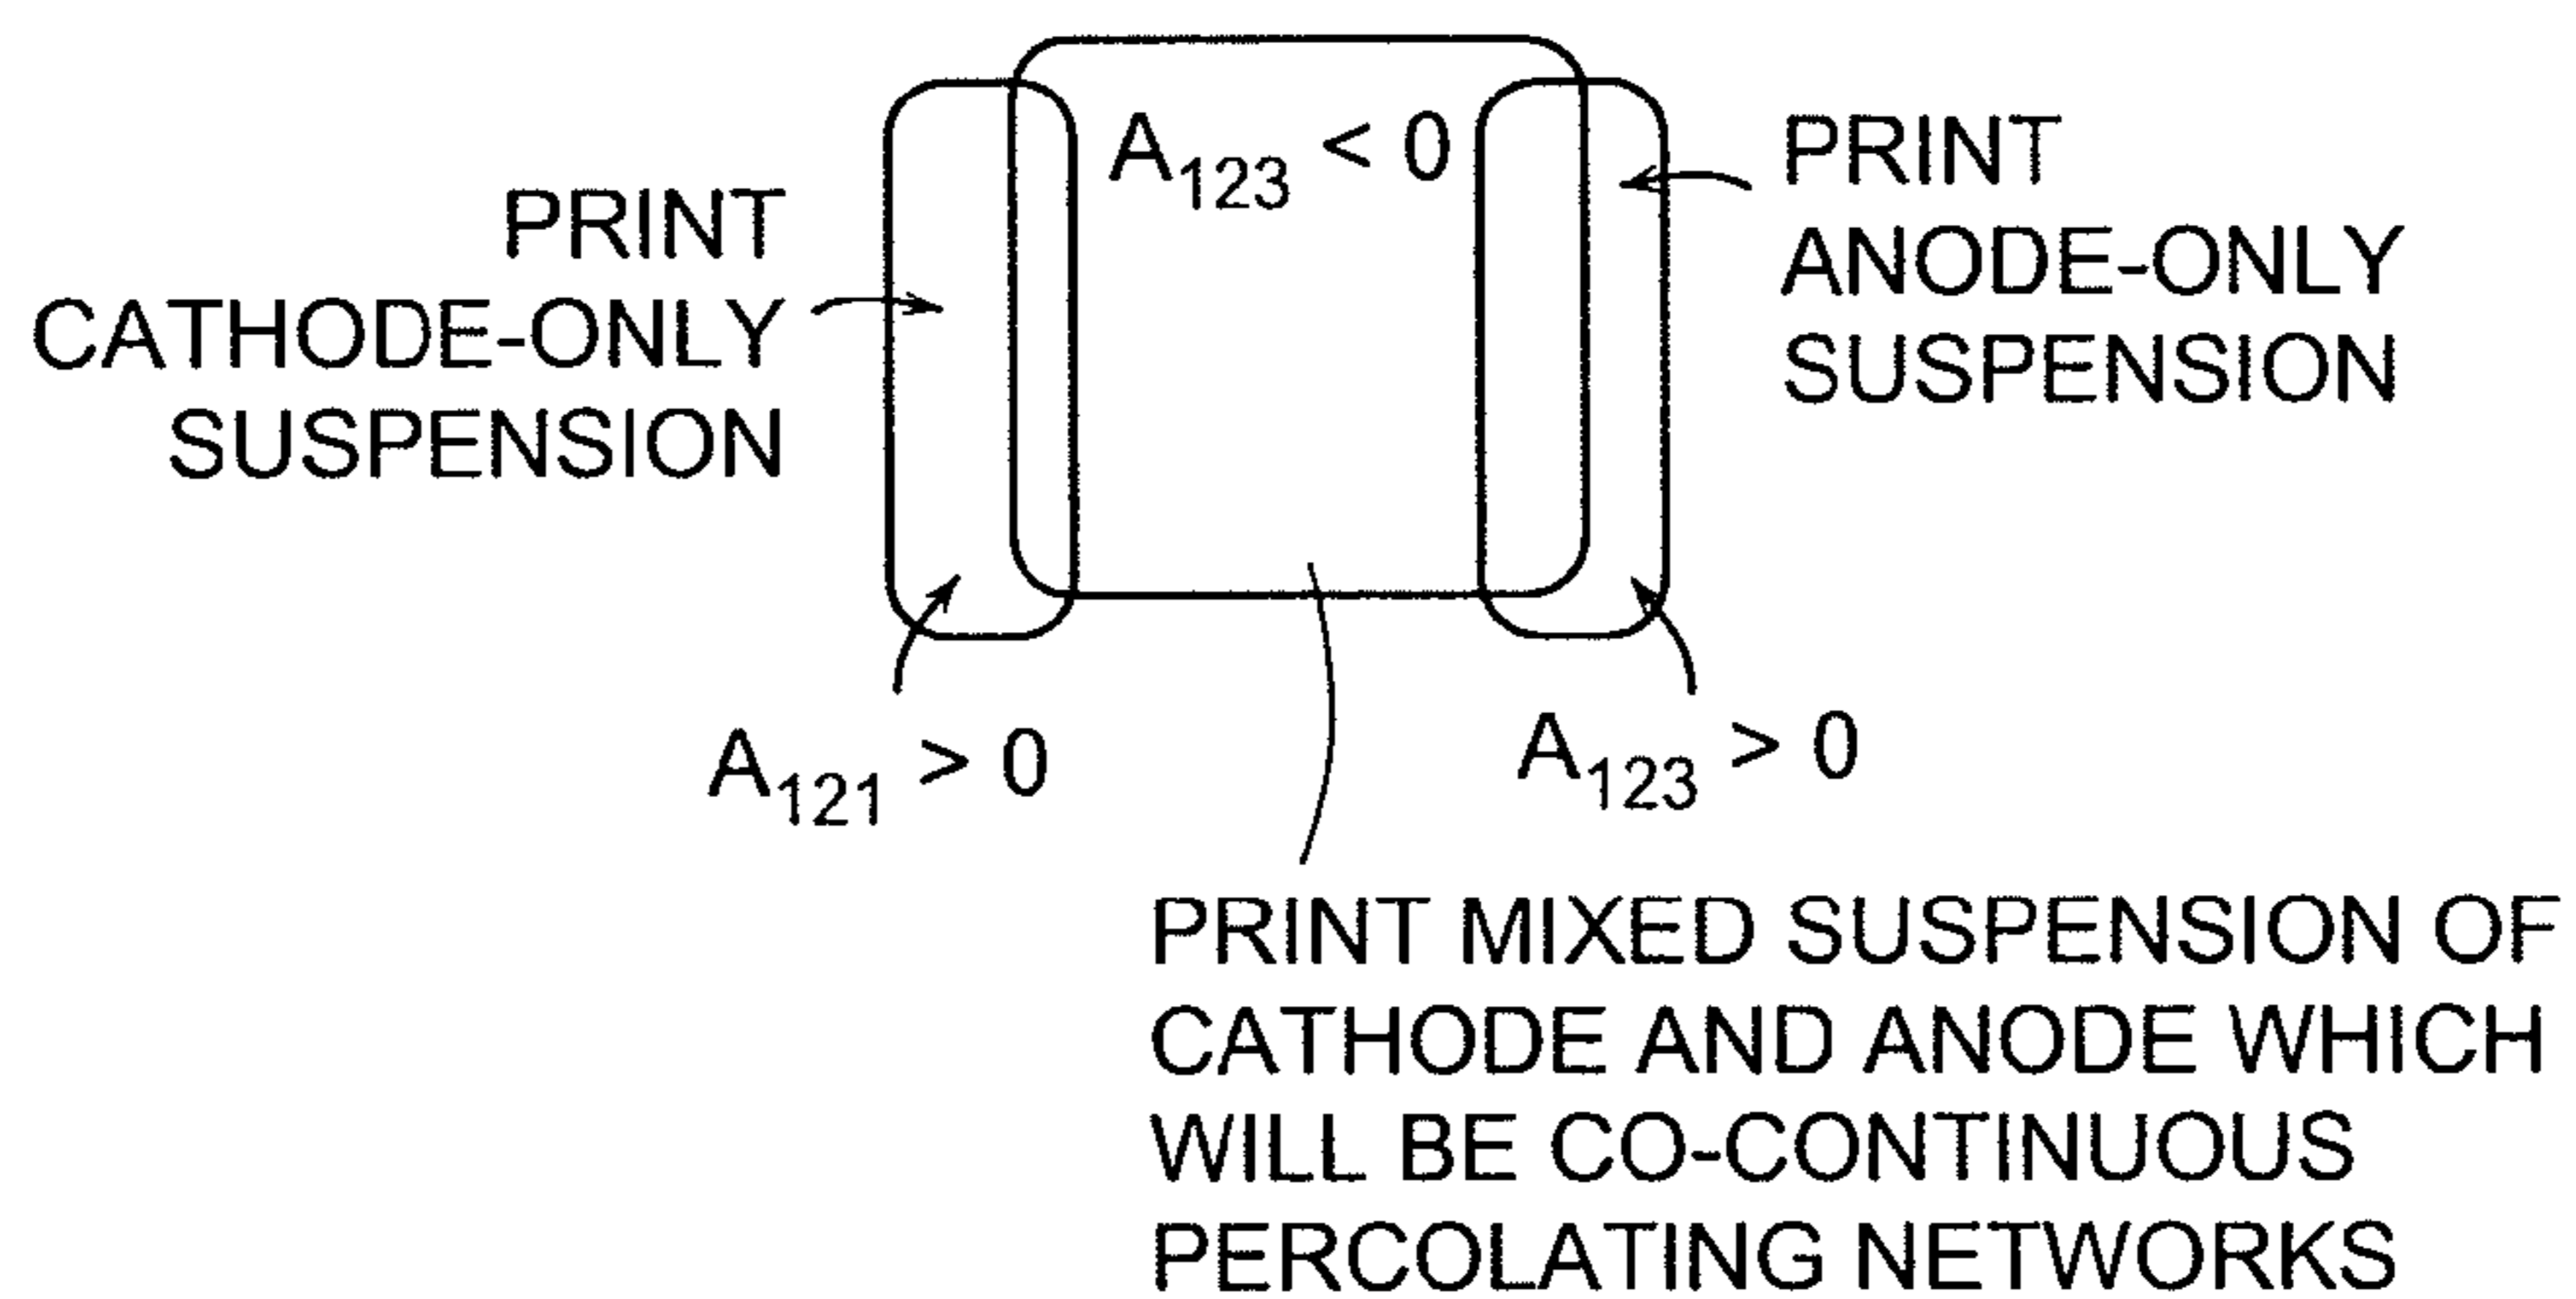 PRINT
CATHODE-ONLY
SUSPENSION
A₁₂₃ < 0
PRINT
ANODE-ONLY
SUSPENSION
A₁₂₁ > 0
A₁₂₃ > 0
PRINT MIXED SUSPENSION OF
CATHODE AND ANODE WHICH
WILL BE CO-CONTINUOUS
PERCOLATING NETWORKS